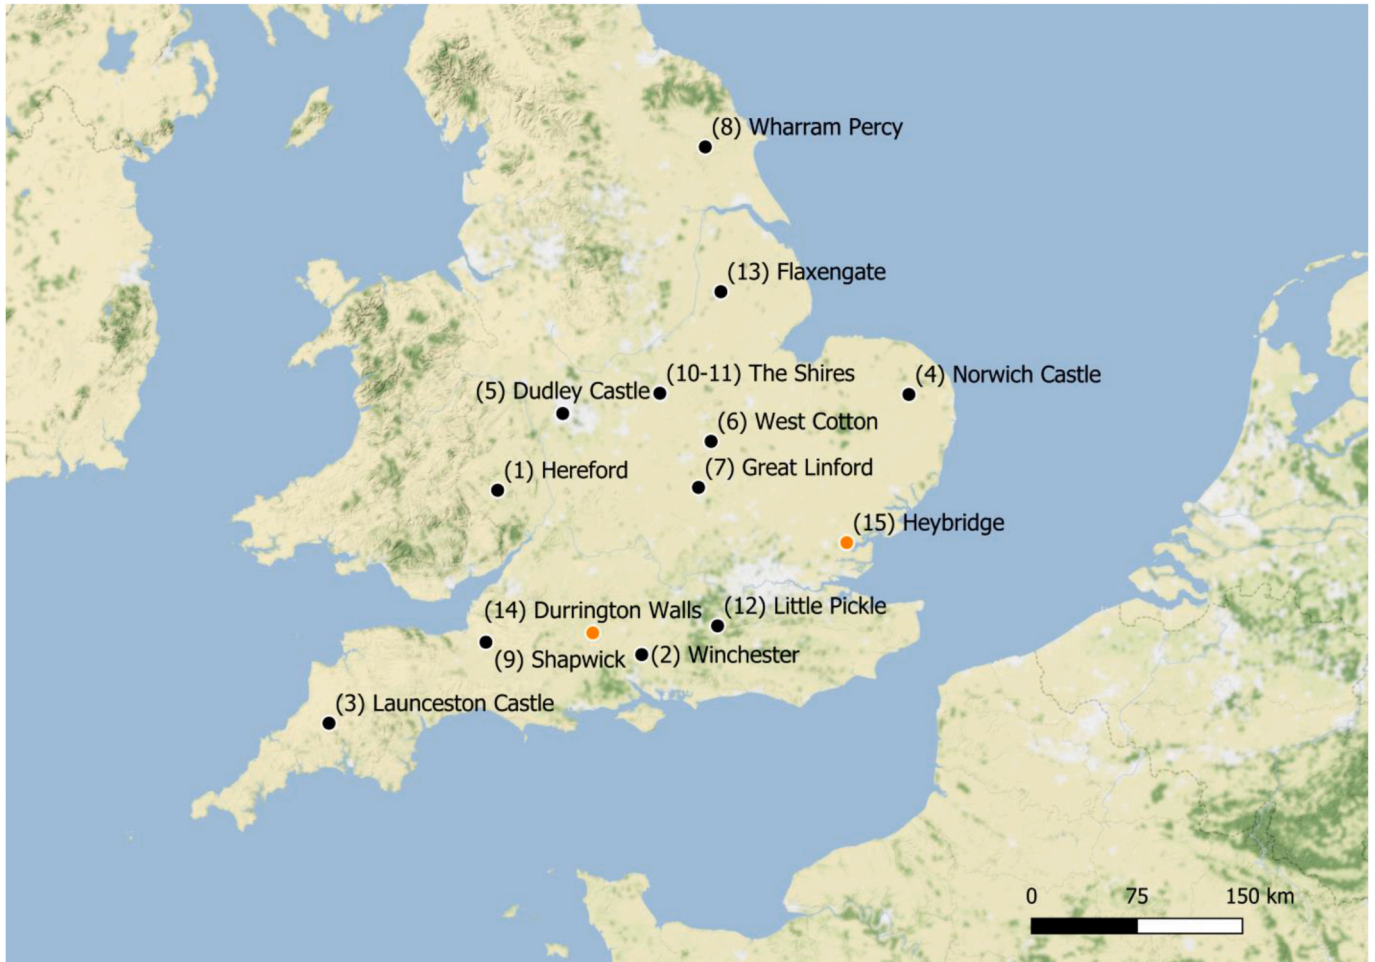 (8) Wharram Percy
(13) Flaxengate
(10-11) The Shires
(4) Norwich Castle
(5) Dudley Castle
(6) West Cotton
(1) Hereford
(7) Great Linford
(15) Heybridge
(14) Durrington Walls
(12) Little Pickle
(9) Shapwick
(2) Winchester
(3) Launceston Castle
0 75 150 km